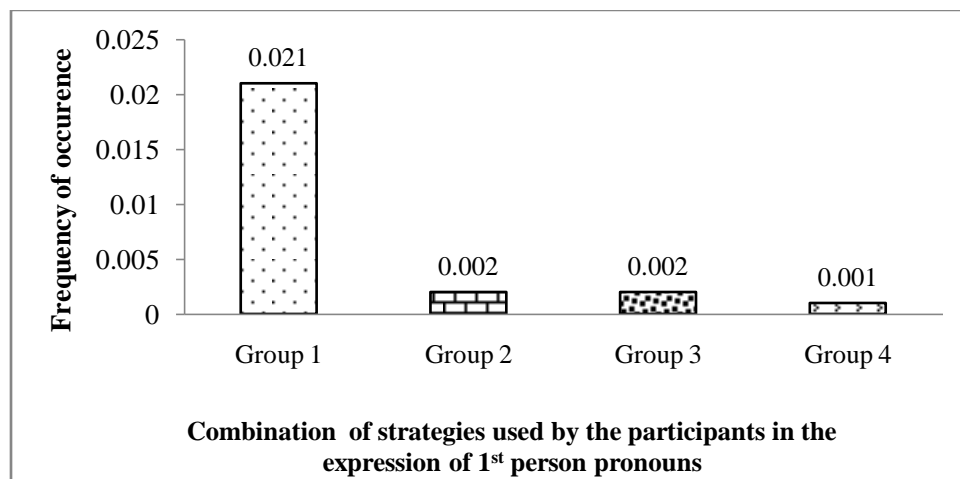 0.025
0.02
0.015
0.01
0.005
0
Frequency of occurence
0.021
0.002
0.002
0.001
Group 1
Group 2
Group 3
Group 4
Combination of strategies used by the participants in the
expression of 1st person pronouns